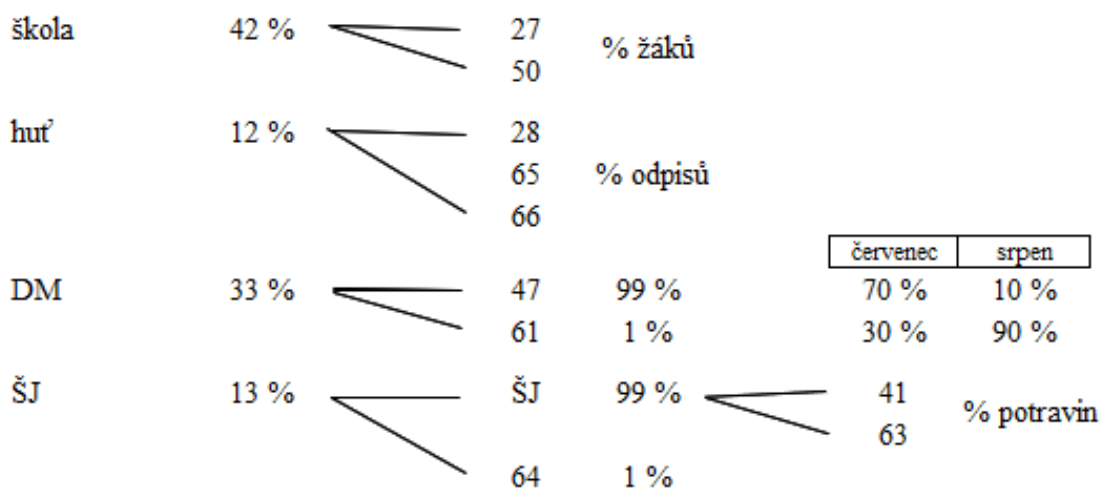 škola 42 % 27 % žáků
50
huť 12 % 28
65 % odpisů
66
červenec srpen
DM 33 % 47 99 % 70 % 10 %
61 1 % 30 % 90 %
ŠJ 13 % ŠJ 99 % 41 % potravin
63
64 1 %